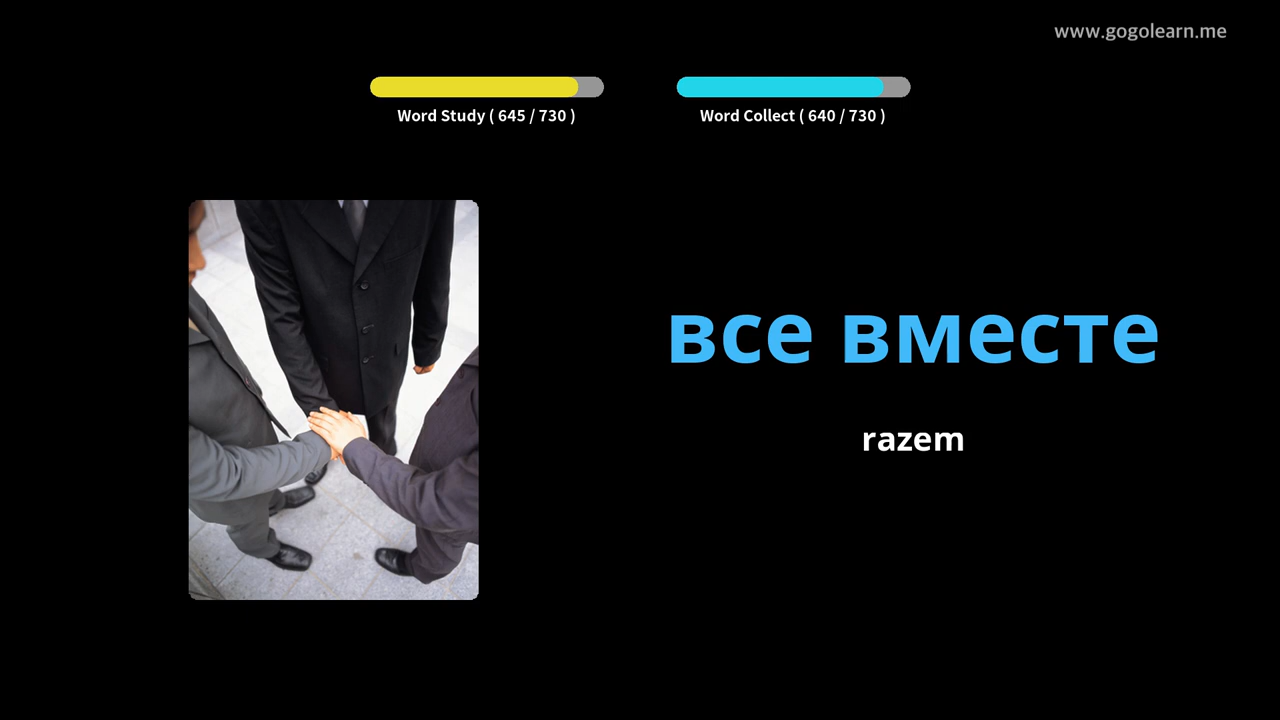 www.gogolearn.me
Word Study ( 645 / 730 )
Word Collect ( 640 / 730 )
все вместе
razem